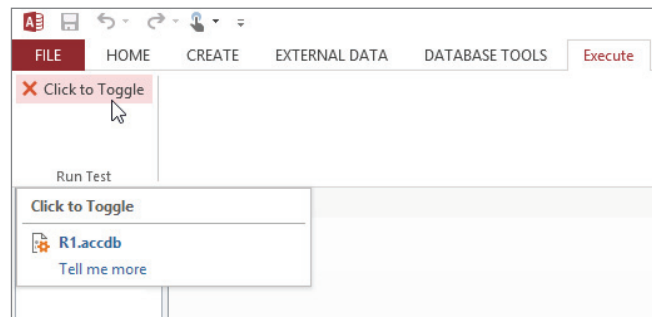 FILE HOME CREATE EXTERNAL DATA DATABASE TOOLS Execute
Click to Toggle
Run Test
Click to Toggle
R1.accdb
Tell me more